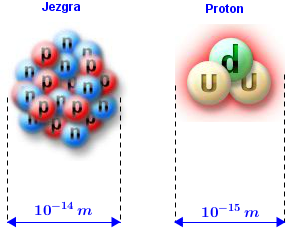 Jezgra
Proton
n
p n p
n p p
n p n p n
n p p n
n p p
d
u u
10⁻¹⁴ m
10⁻¹⁵ m